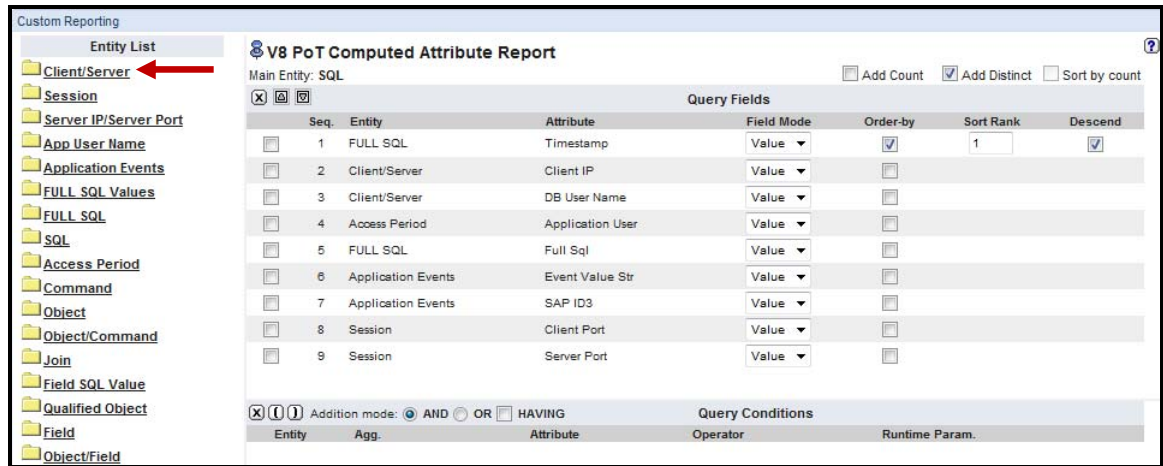 Custom Reporting
Entity List
Client/Server
Session
Server IP/Server Port
App User Name
Application Events
FULL SQL Values
FULL SQL
SQL
Access Period
Command
Object
Object/Command
Join
Field SQL Value
Qualified Object
Field
Object/Field
V8 PoT Computed Attribute Report
?
Main Entity: SQL Add Count Add Distinct Sort by count
X Query Fields
Seq. Entity Attribute Field Mode Order-by Sort Rank Descend
1 FULL SQL Timestamp Value 1
2 Client/Server Client IP Value
3 Client/Server DB User Name Value
4 Access Period Application User Value
5 FULL SQL Full Sql Value
6 Application Events Event Value Str Value
7 Application Events SAP ID3 Value
8 Session Client Port Value
9 Session Server Port Value
X ( ) Addition mode: AND OR HAVING Query Conditions
Entity Agg. Attribute Operator Runtime Param.